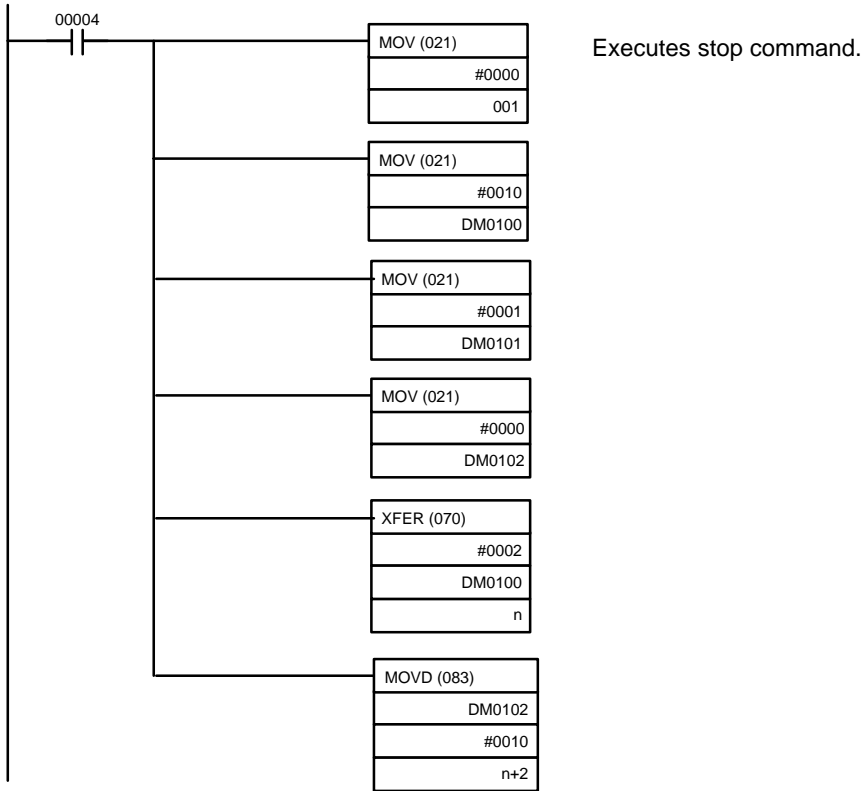 00004
MOV (021)
#0000
001
Executes stop command.
MOV (021)
#0010
DM0100
MOV (021)
#0001
DM0101
MOV (021)
#0000
DM0102
XFER (070)
#0002
DM0100
n
MOVD (083)
DM0102
#0010
n+2